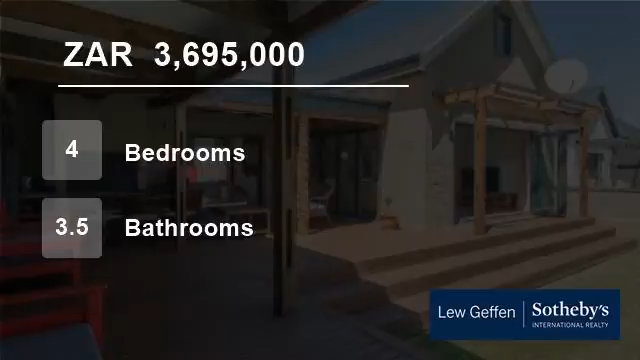 ZAR 3,695,000
4 Bedrooms
3.5 Bathrooms
Lew Geffen | Sotheby's
INTERNATIONAL REALTY